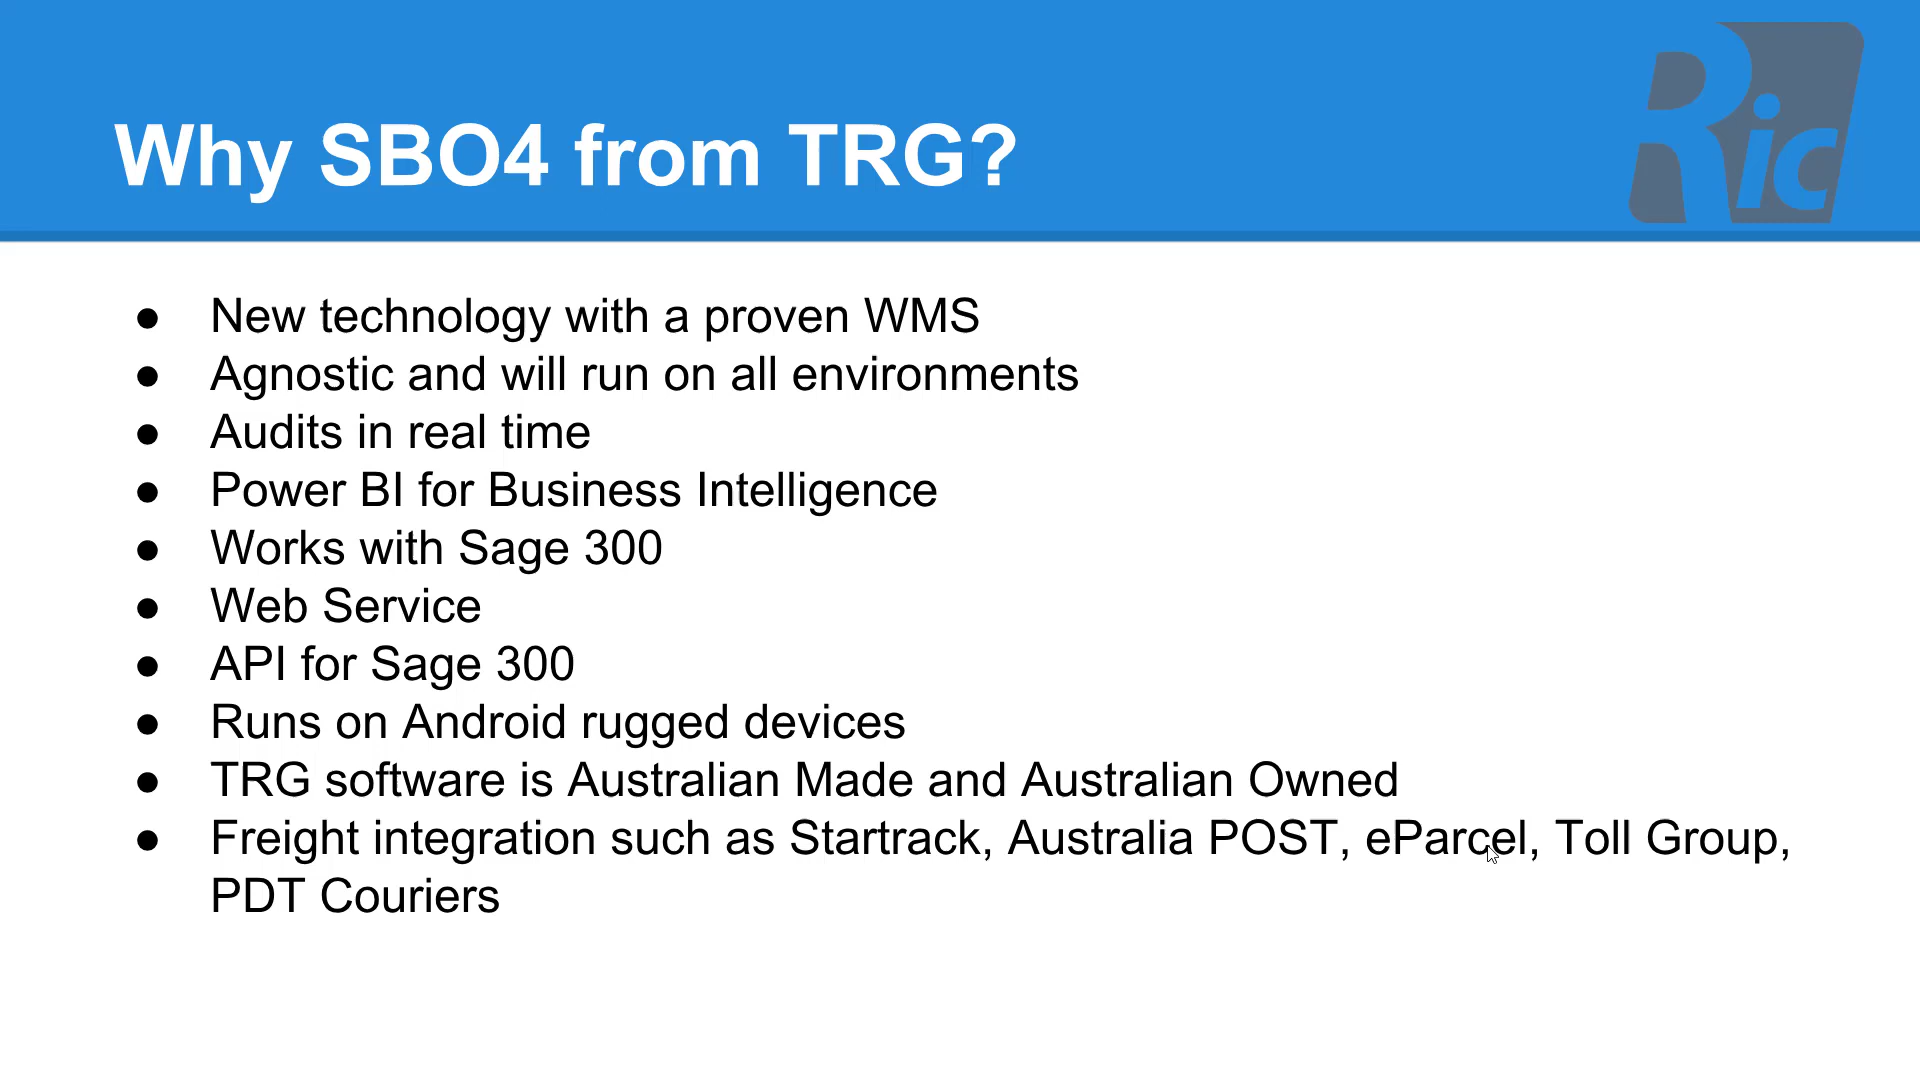 Ric
Why SBO4 from TRG?
● New technology with a proven WMS
● Agnostic and will run on all environments
● Audits in real time
● Power BI for Business Intelligence
● Works with Sage 300
● Web Service
● API for Sage 300
● Runs on Android rugged devices
● TRG software is Australian Made and Australian Owned
● Freight integration such as Startrack, Australia POST, eParcel, Toll Group,
PDT Couriers